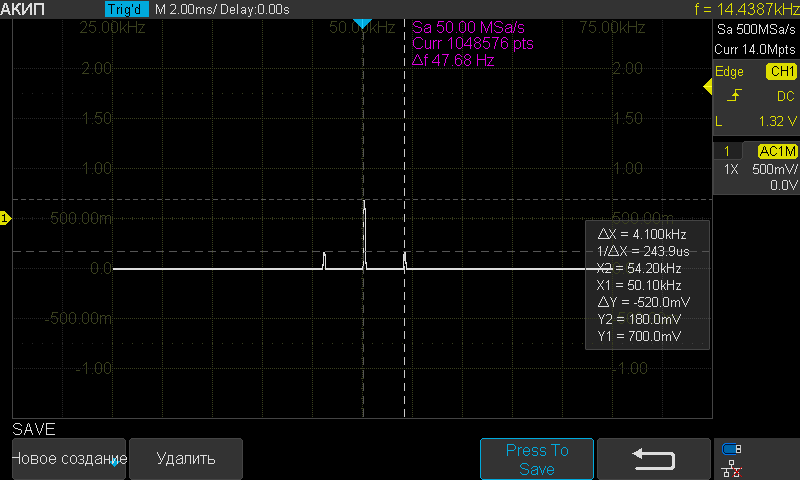 АКИП Trig'd M 2.00ms/ Delay:0.00s f = 14.4387kHz
25.00kHz 50.00kHz 75.00kHz
Sa 50.00 MSa/s
Curr 1048576 pts
Δf 47.68 Hz
Sa 500MSa/s
Curr 14.0Mpts
Edge CH1
DC
L 1.32 V
1 AC1M
1X 500mV/
0.0V
2.00 2.00
1.50 1.50
1.00 1.00
1
500.00m 500.00m
0.0
-500.00m
-1.00 -1.00
ΔX = 4.100kHz
1/ΔX = 243.9us
X2 = 54.20kHz
X1 = 50.10kHz
ΔY = -520.0mV
Y2 = 180.0mV
Y1 = 700.0mV
SAVE
Новое создание
Удалить
Press To
Save